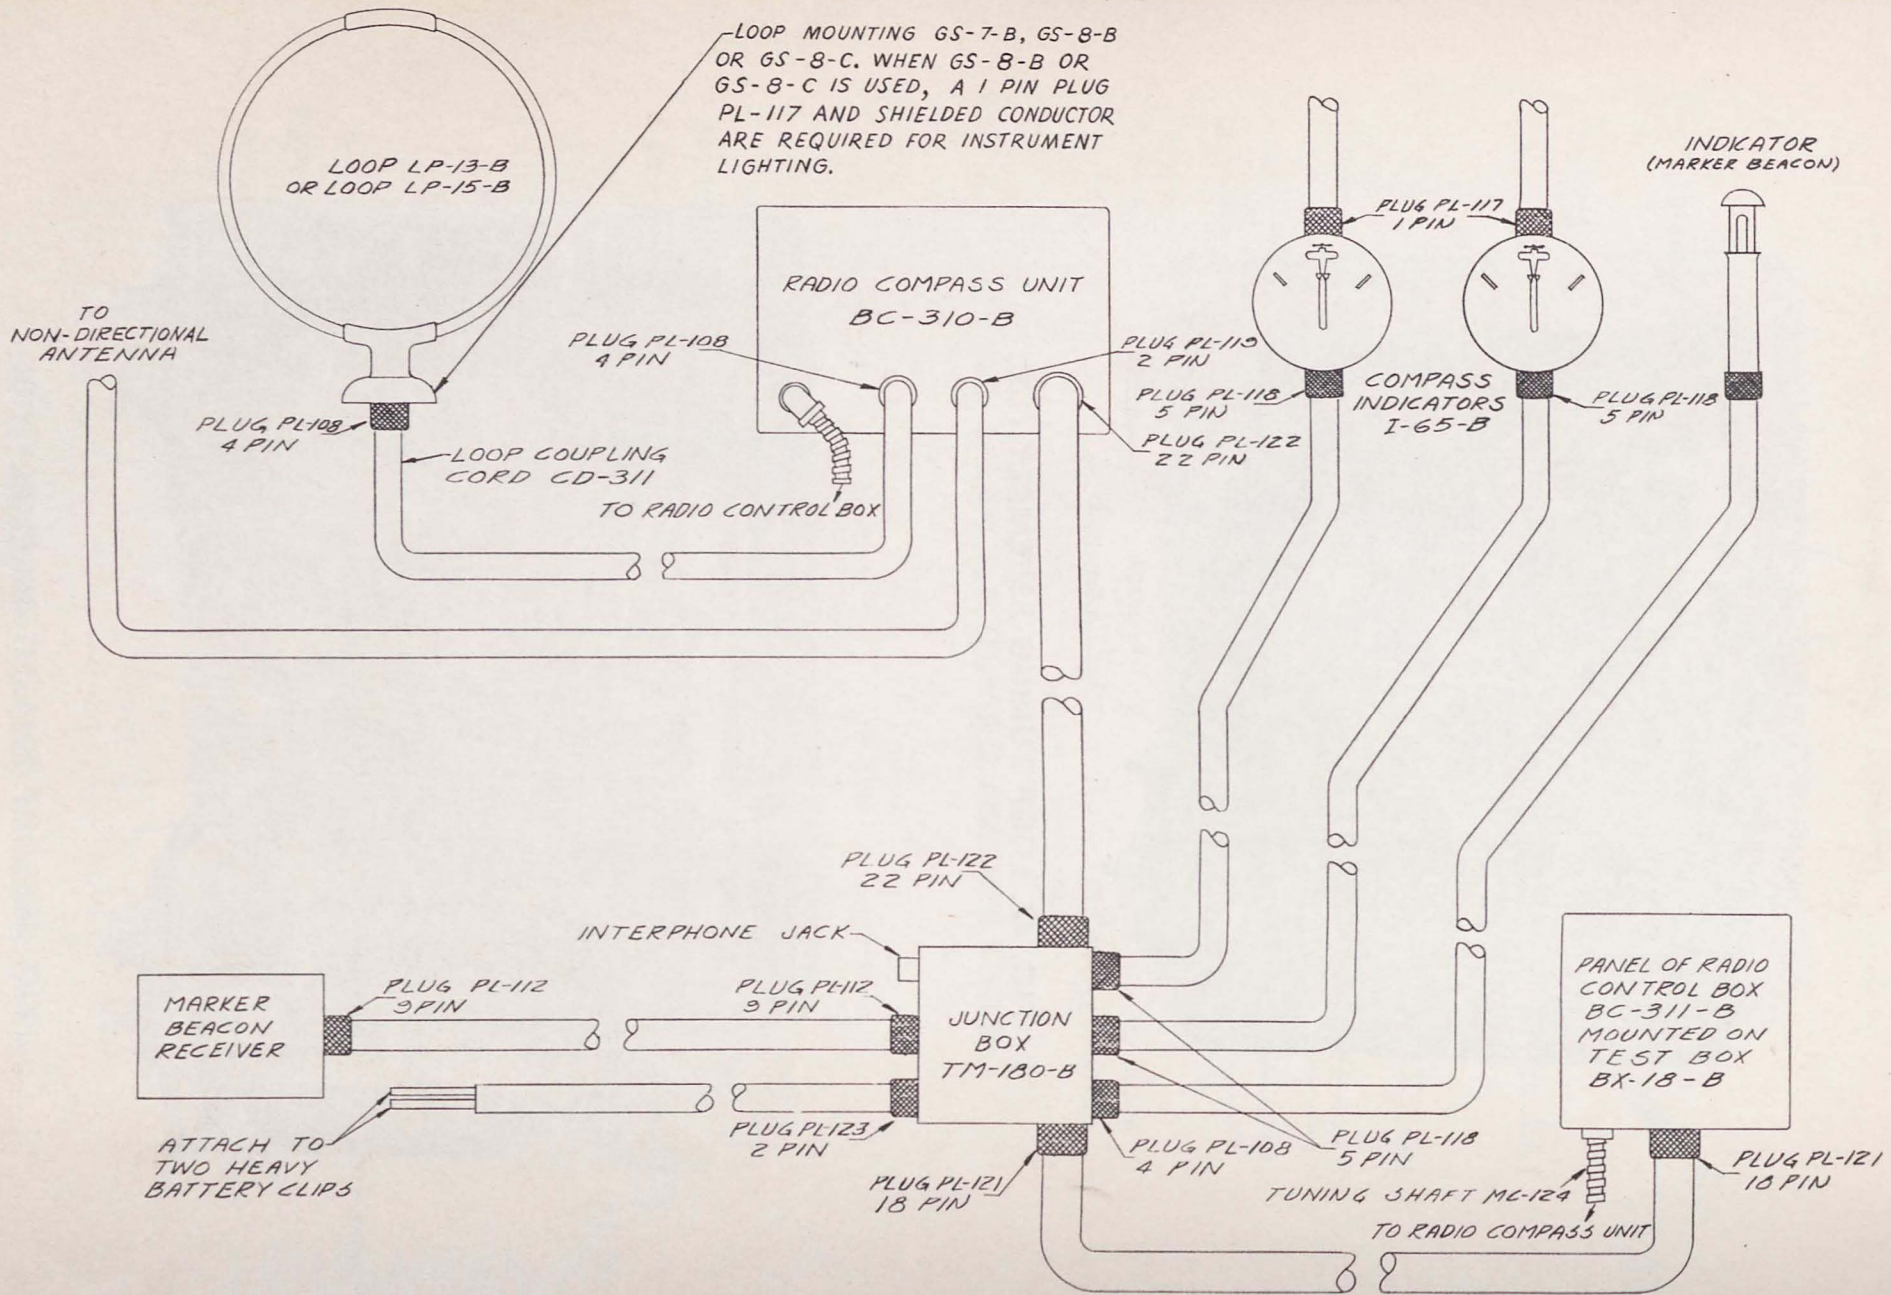 LOOP MOUNTING GS-7-B, GS-8-B
OR GS-8-C. WHEN GS-8-B OR
GS-8-C IS USED, A 1 PIN PLUG
PL-117 AND SHIELDED CONDUCTOR
ARE REQUIRED FOR INSTRUMENT
LIGHTING.
LOOP LP-13-B
OR LOOP LP-15-B
INDICATOR
(MARKER BEACON)
PLUG PL-117
1 PIN
RADIO COMPASS UNIT
BC-310-B
TO
NON-DIRECTIONAL
ANTENNA
PLUG PL-108
4 PIN
PLUG PL-119
2 PIN
PLUG PL-118
5 PIN
COMPASS
INDICATORS
I-65-B
PLUG PL-118
5 PIN
PLUG PL-108
4 PIN
LOOP COUPLING
CORD CD-311
PLUG PL-122
22 PIN
TO RADIO CONTROL BOX
PLUG PL-122
22 PIN
INTERPHONE JACK
MARKER
BEACON
RECEIVER
PLUG PL-112
9 PIN
PLUG PL-112
9 PIN
JUNCTION
BOX
TM-180-B
PANEL OF RADIO
CONTROL BOX
BC-311-B
MOUNTED ON
TEST BOX
BX-18-B
ATTACH TO
TWO HEAVY
BATTERY CLIPS
PLUG PL-123
2 PIN
PLUG PL-121
18 PIN
PLUG PL-108
4 PIN
PLUG PL-118
5 PIN
TUNING SHAFT MC-124
TO RADIO COMPASS UNIT
PLUG PL-121
18 PIN